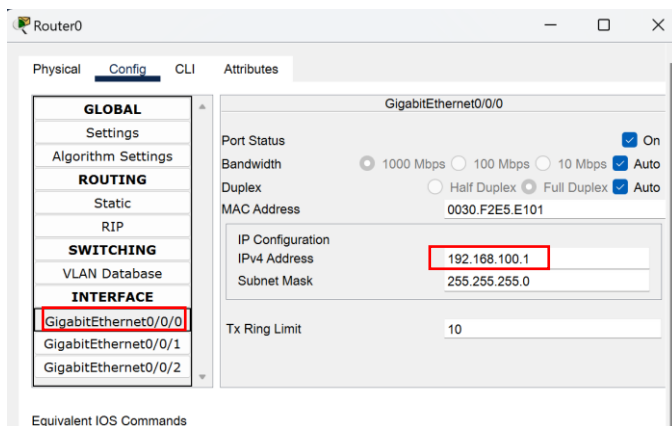 Router0
Physical Config CLI Attributes
GLOBAL
Settings
Algorithm Settings
ROUTING
Static
RIP
SWITCHING
VLAN Database
INTERFACE
GigabitEthernet0/0/0
GigabitEthernet0/0/1
GigabitEthernet0/0/2
GigabitEthernet0/0/0
Port Status On
Bandwidth 1000 Mbps 100 Mbps 10 Mbps Auto
Duplex Half Duplex Full Duplex Auto
MAC Address 0030.F2E5.E101
IP Configuration
IPv4 Address 192.168.100.1
Subnet Mask 255.255.255.0
Tx Ring Limit 10
Equivalent IOS Commands